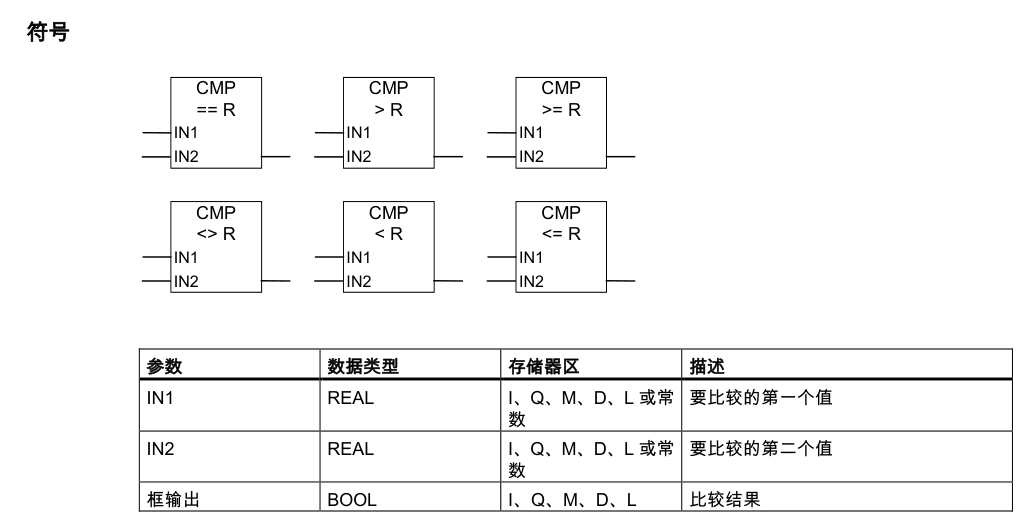 符号
CMP CMP CMP
== R > R >= R
IN1 IN1 IN1
IN2 IN2 IN2
CMP CMP CMP
<> R < R <= R
IN1 IN1 IN1
IN2 IN2 IN2
参数 数据类型 存储器区 描述
IN1 REAL I、Q、M、D、L 或常 要比较的第一个值
数
IN2 REAL I、Q、M、D、L 或常 要比较的第二个值
数
框输出 BOOL I、Q、M、D、L 比较结果